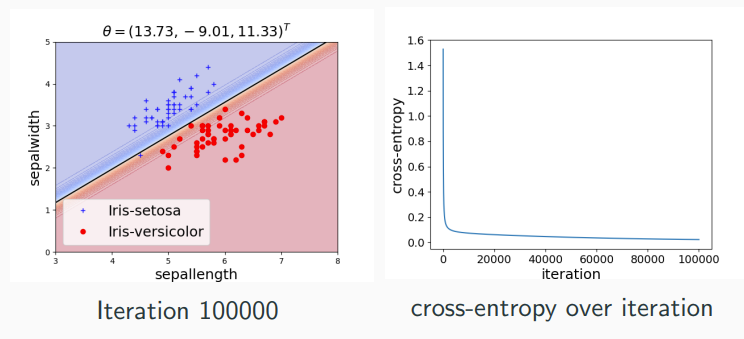 θ = (13.73, − 9.01, 11.33)ᵀ
5
4
3
2
1
0
sepalwidth
Iris-setosa
Iris-versicolor
3 4 5 6 7 8
sepallength
Iteration 100000
1.6
1.4
1.2
1.0
0.8
0.6
0.4
0.2
0.0
cross-entropy
0 20000 40000 60000 80000 100000
iteration
cross-entropy over iteration